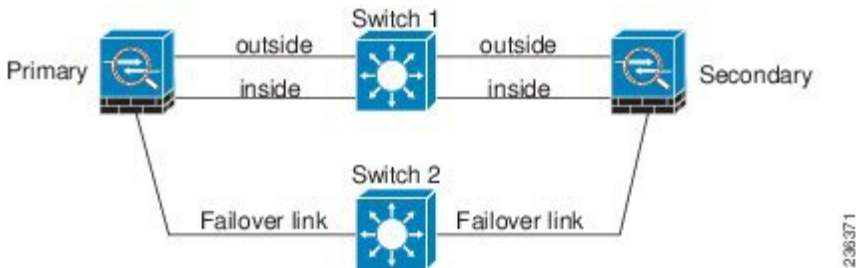 Switch 1
outside
outside
Primary
Secondary
inside
inside
Switch 2
Failover link
Failover link
236371